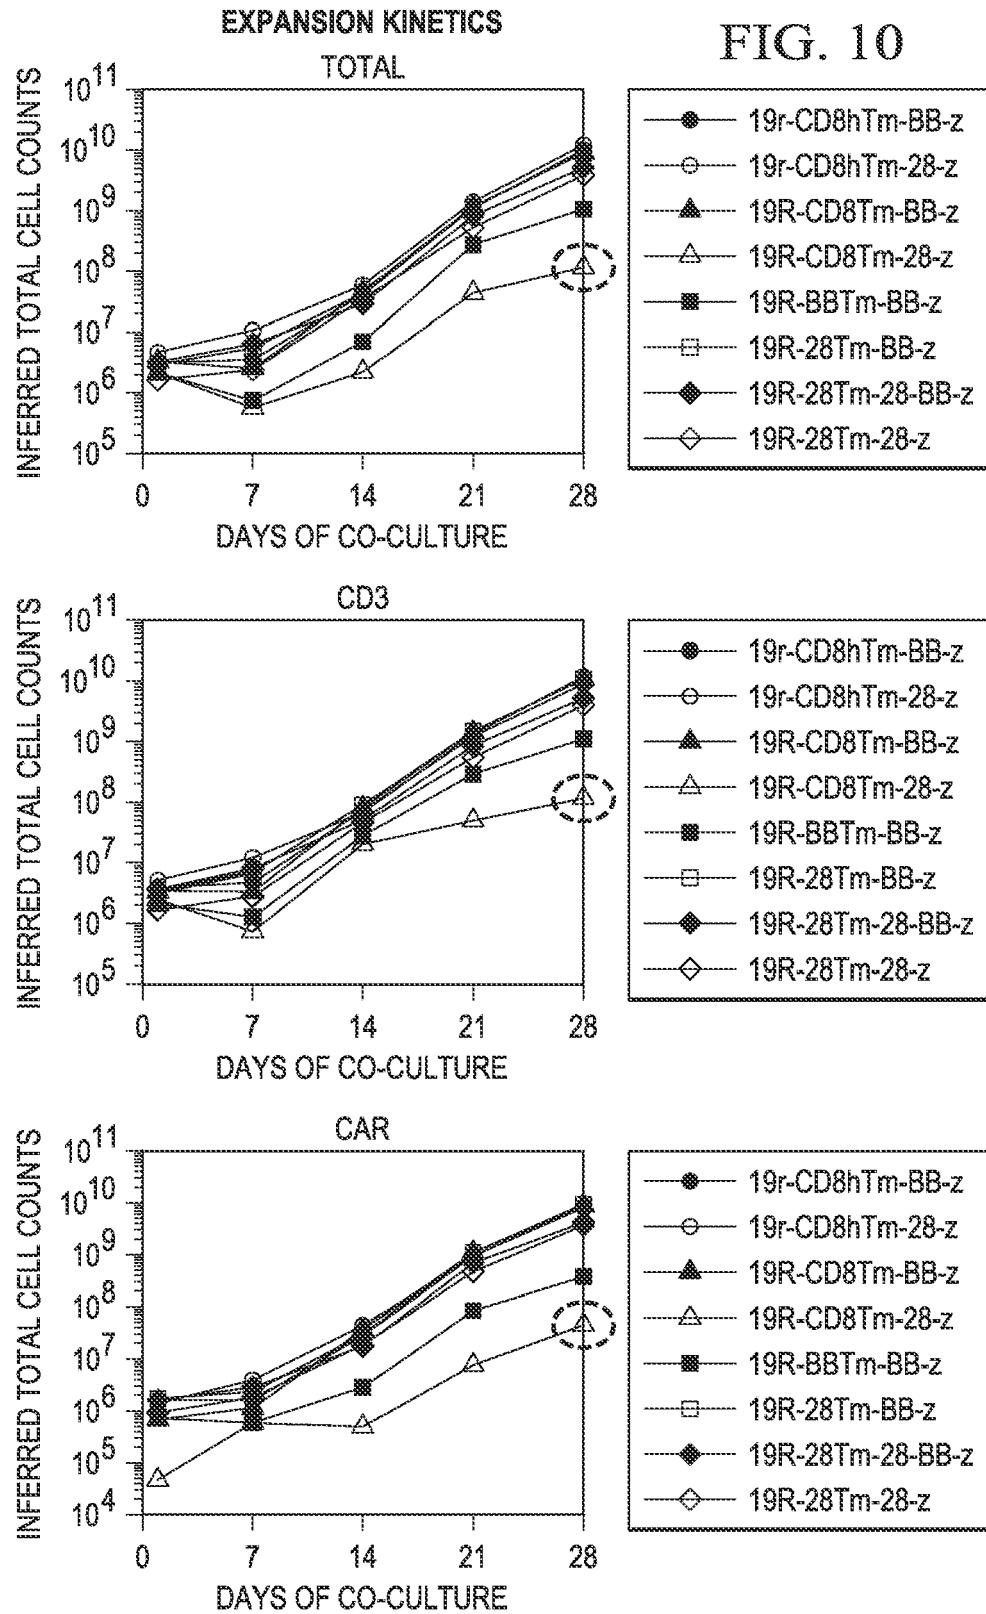 EXPANSION KINETICS
FIG. 10
TOTAL
INFERRED TOTAL CELL COUNTS
10^11
10^10
10^9
10^8
10^7
10^6
10^5
0 7 14 21 28
DAYS OF CO-CULTURE
19r-CD8hTm-BB-z
19r-CD8hTm-28-z
19R-CD8Tm-BB-z
19R-CD8Tm-28-z
19R-BBTm-BB-z
19R-28Tm-BB-z
19R-28Tm-28-BB-z
19R-28Tm-28-z
CD3
INFERRED TOTAL CELL COUNTS
10^11
10^10
10^9
10^8
10^7
10^6
10^5
0 7 14 21 28
DAYS OF CO-CULTURE
19r-CD8hTm-BB-z
19r-CD8hTm-28-z
19R-CD8Tm-BB-z
19R-CD8Tm-28-z
19R-BBTm-BB-z
19R-28Tm-BB-z
19R-28Tm-28-BB-z
19R-28Tm-28-z
CAR
INFERRED TOTAL CELL COUNTS
10^11
10^10
10^9
10^8
10^7
10^6
10^5
10^4
0 7 14 21 28
DAYS OF CO-CULTURE
19r-CD8hTm-BB-z
19r-CD8hTm-28-z
19R-CD8Tm-BB-z
19R-CD8Tm-28-z
19R-BBTm-BB-z
19R-28Tm-BB-z
19R-28Tm-28-BB-z
19R-28Tm-28-z